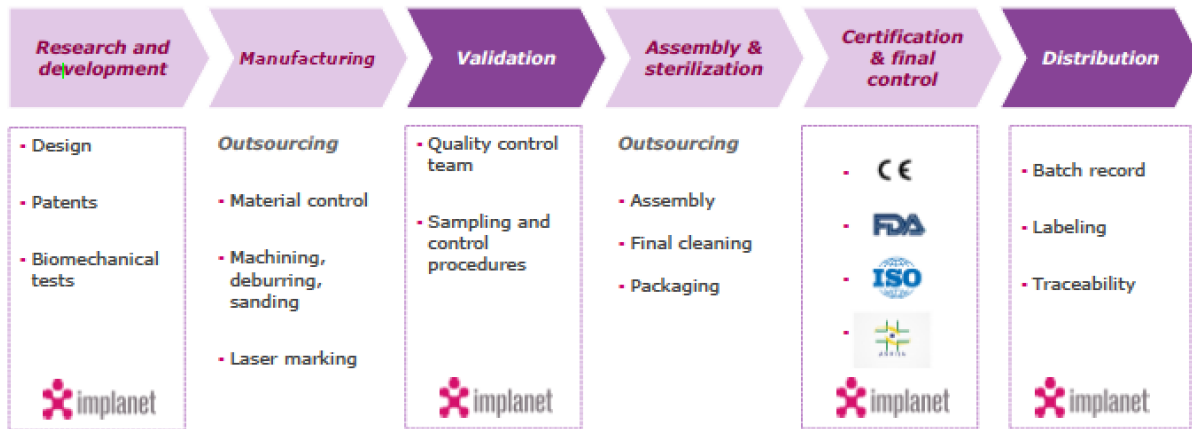 Research and
development
Manufacturing
Validation
Assembly &
sterilization
Certification
& final
control
Distribution
- Design
- Patents
- Biomechanical
tests
implanet
Outsourcing
- Material control
- Machining,
deburring,
sanding
- Laser marking
- Quality control
team
- Sampling and
control
procedures
implanet
Outsourcing
- Assembly
- Final cleaning
- Packaging
- CE
- FDA
- ISO
-
implanet
- Batch record
- Labeling
- Traceability
implanet